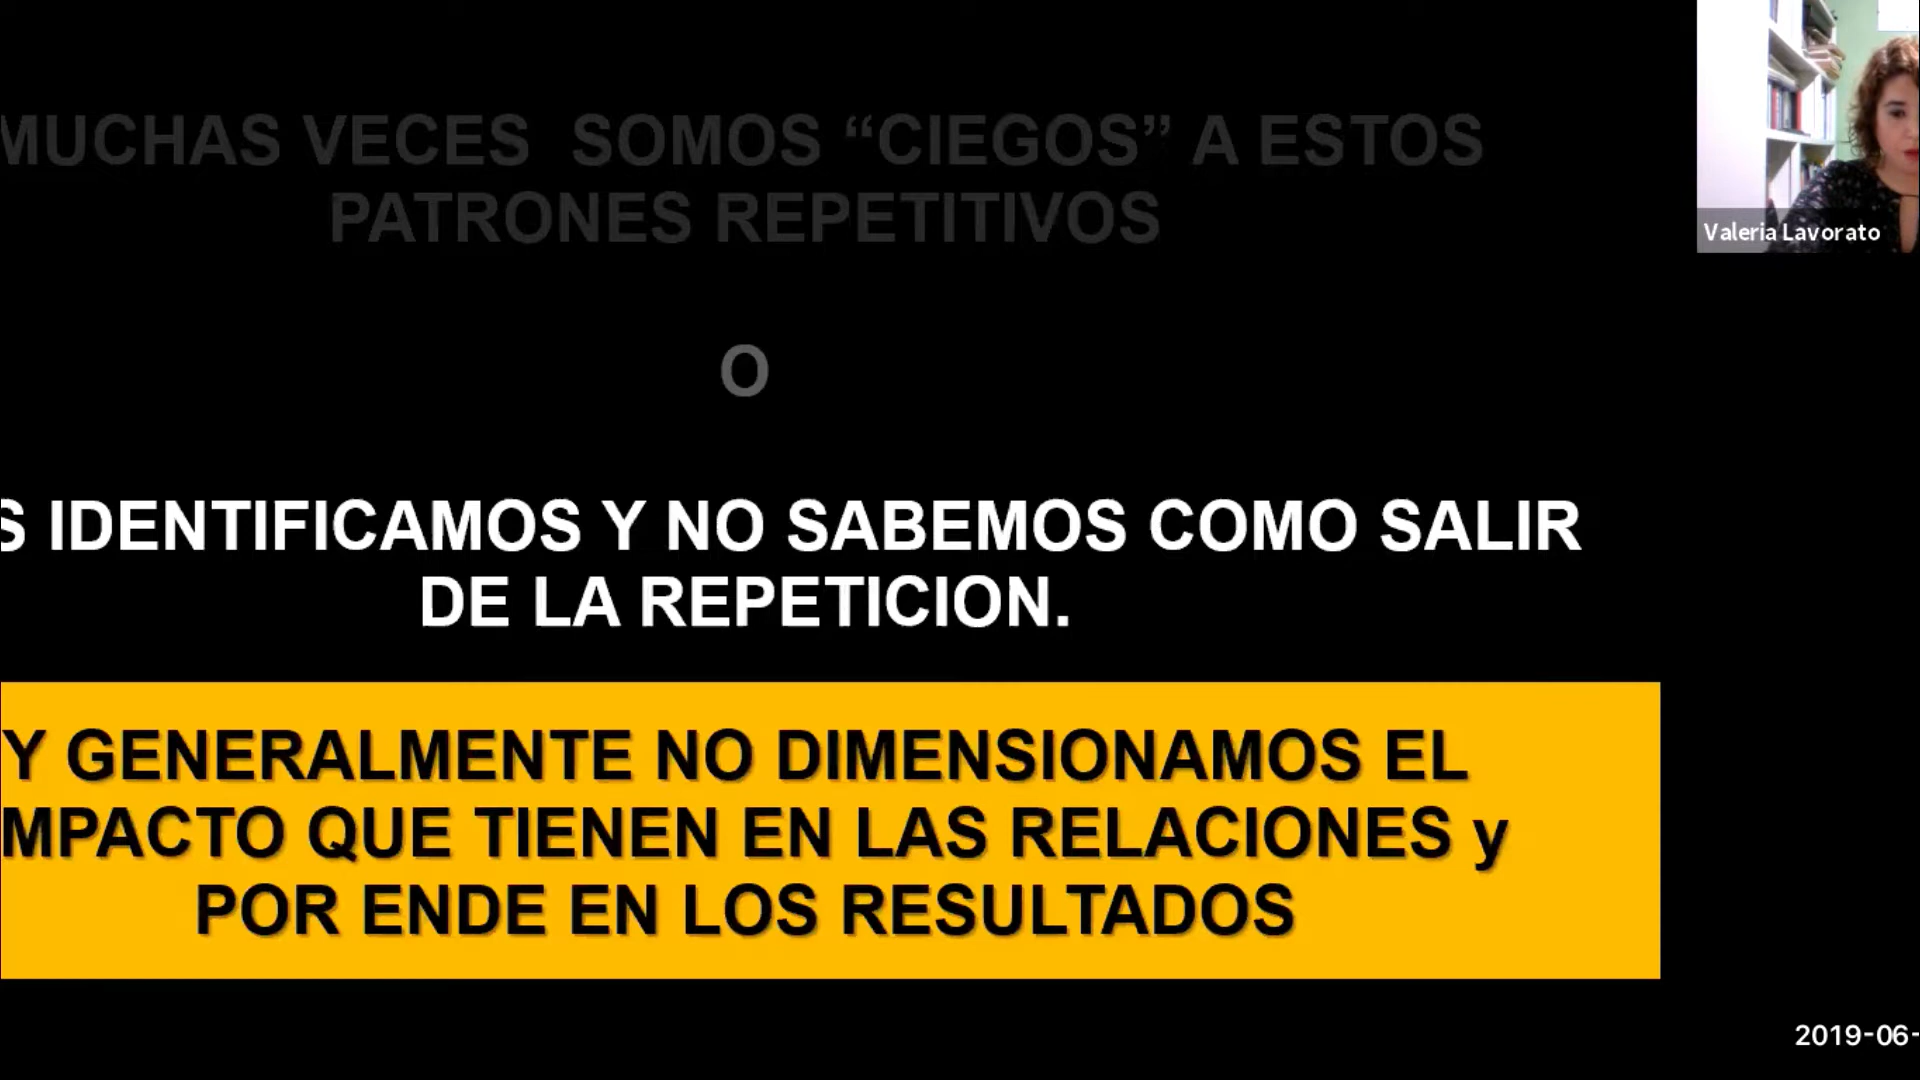 MUCHAS VECES SOMOS “CIEGOS” A ESTOS
PATRONES REPETITIVOS
Valeria Lavorato
O
S IDENTIFICAMOS Y NO SABEMOS COMO SALIR
DE LA REPETICION.
Y GENERALMENTE NO DIMENSIONAMOS EL
MPACTO QUE TIENEN EN LAS RELACIONES y
POR ENDE EN LOS RESULTADOS
2019-06-